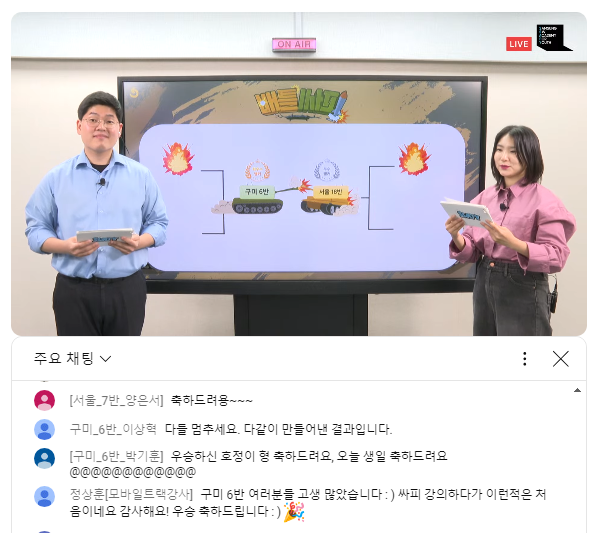 ON AIR
LIVE
SAMSUNG
SW
ACADEMY
FOR
YOUTH
배틀싸피
구미 6반
서울 18반
주요 채팅
[서울_7반_양은서] 축하드려용~~~
구미_6반_이상혁 다들 멈추세요. 다같이 만들어낸 결과입니다.
[구미_6반_박기훈] 우승하신 호정이 형 축하드려요, 오늘 생일 축하드려요
@@@@@@@@@@@@
정상훈[모바일트랙강사] 구미 6반 여러분들 고생 많았습니다 : ) 싸피 강의하다가 이런적은 처
음이네요 감사해요! 우승 축하드립니다 : )